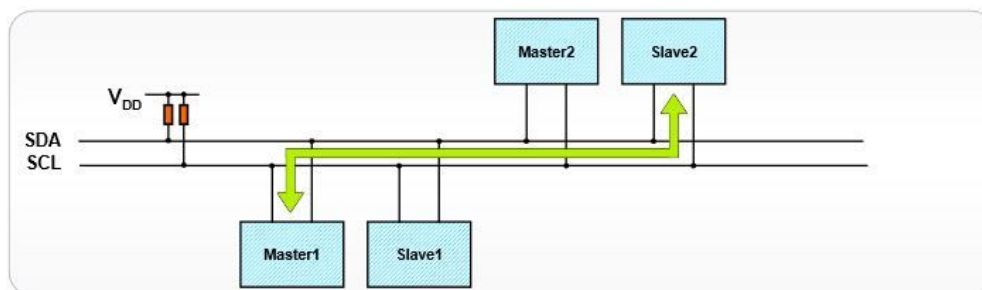 Master2
Slave2
VDD
SDA
SCL
Master1
Slave1